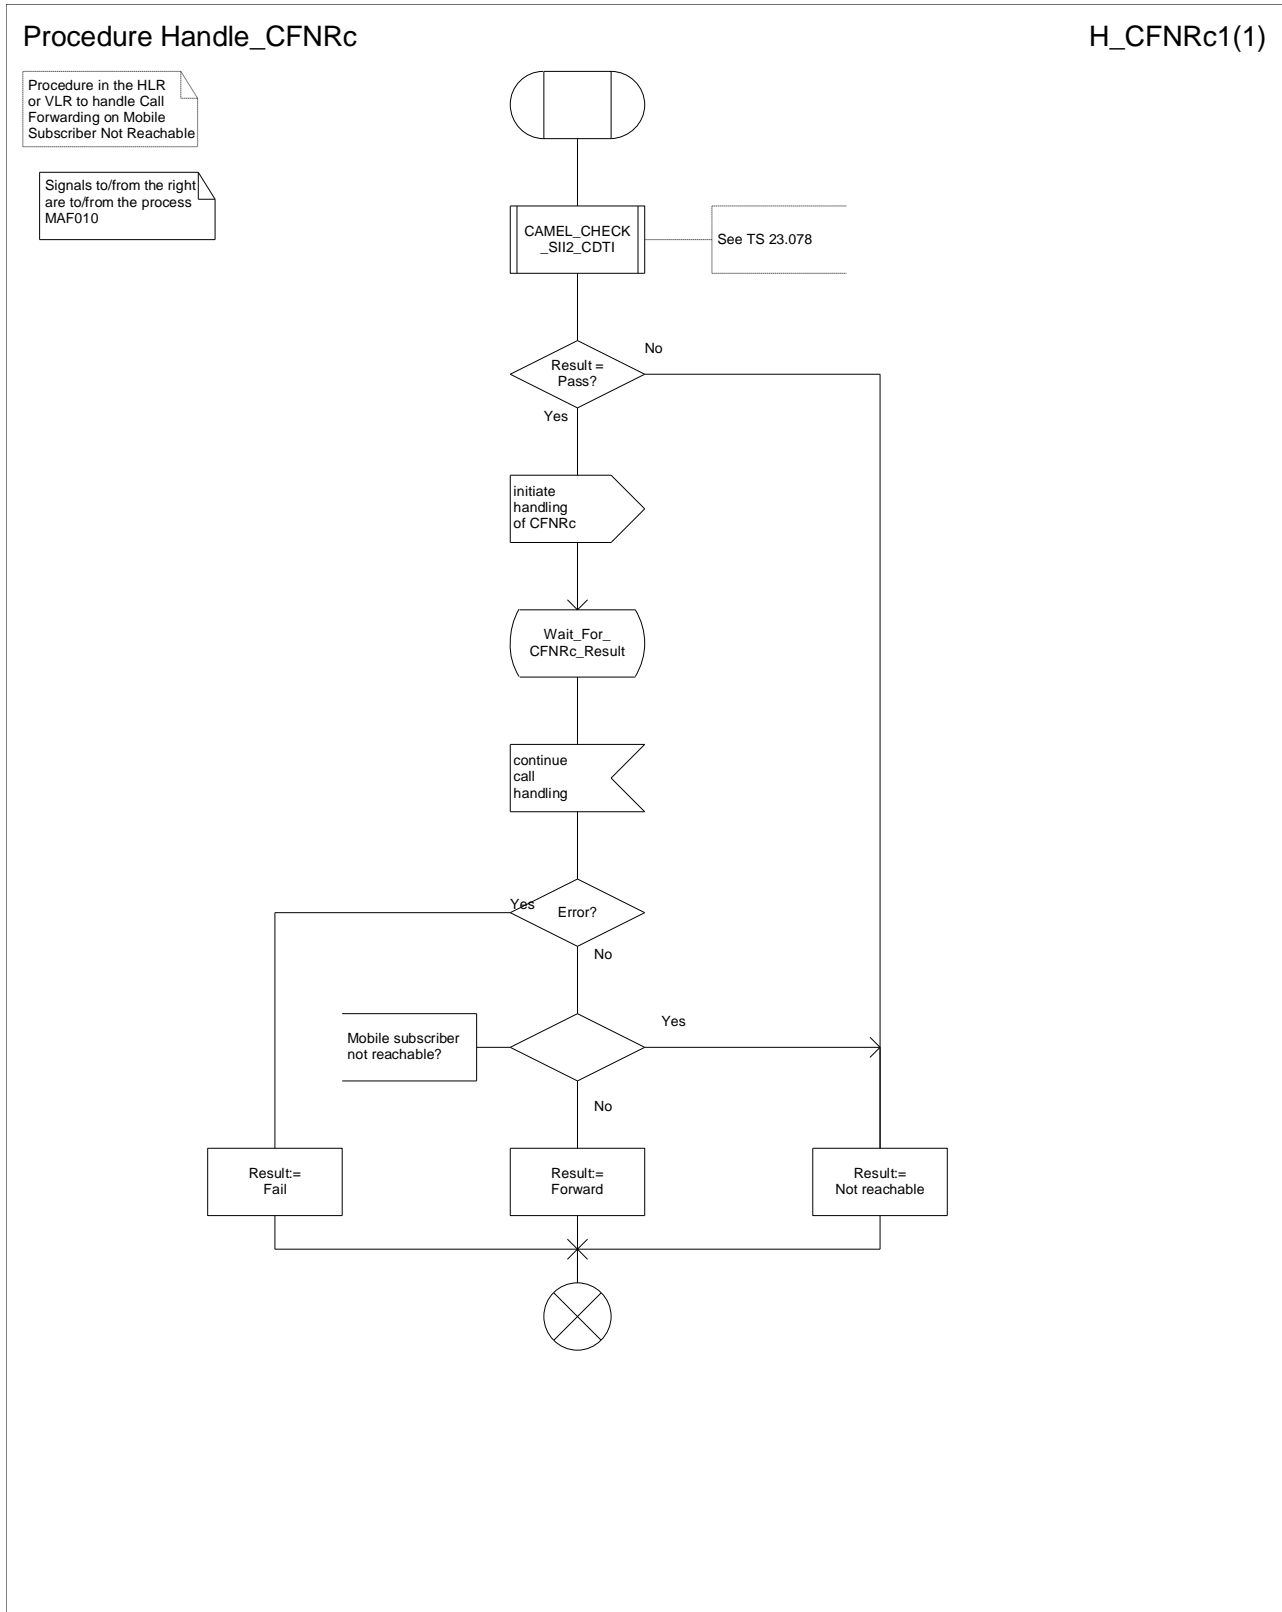 Procedure Handle_CFNRc
H_CFNRc1(1)
Procedure in the HLR
or VLR to handle Call
Forwarding on Mobile
Subscriber Not Reachable
Signals to/from the right
are to/from the process
MAF010
CAMEL_CHECK
_SII2_CDTI
See TS 23.078
Result =
Pass?
No
Yes
initiate
handling
of CFNRc
Wait_For_
CFNRc_Result
continue
call
handling
Yes
Error?
No
Mobile subscriber
not reachable?
Yes
No
Result:=
Fail
Result:=
Forward
Result:=
Not reachable